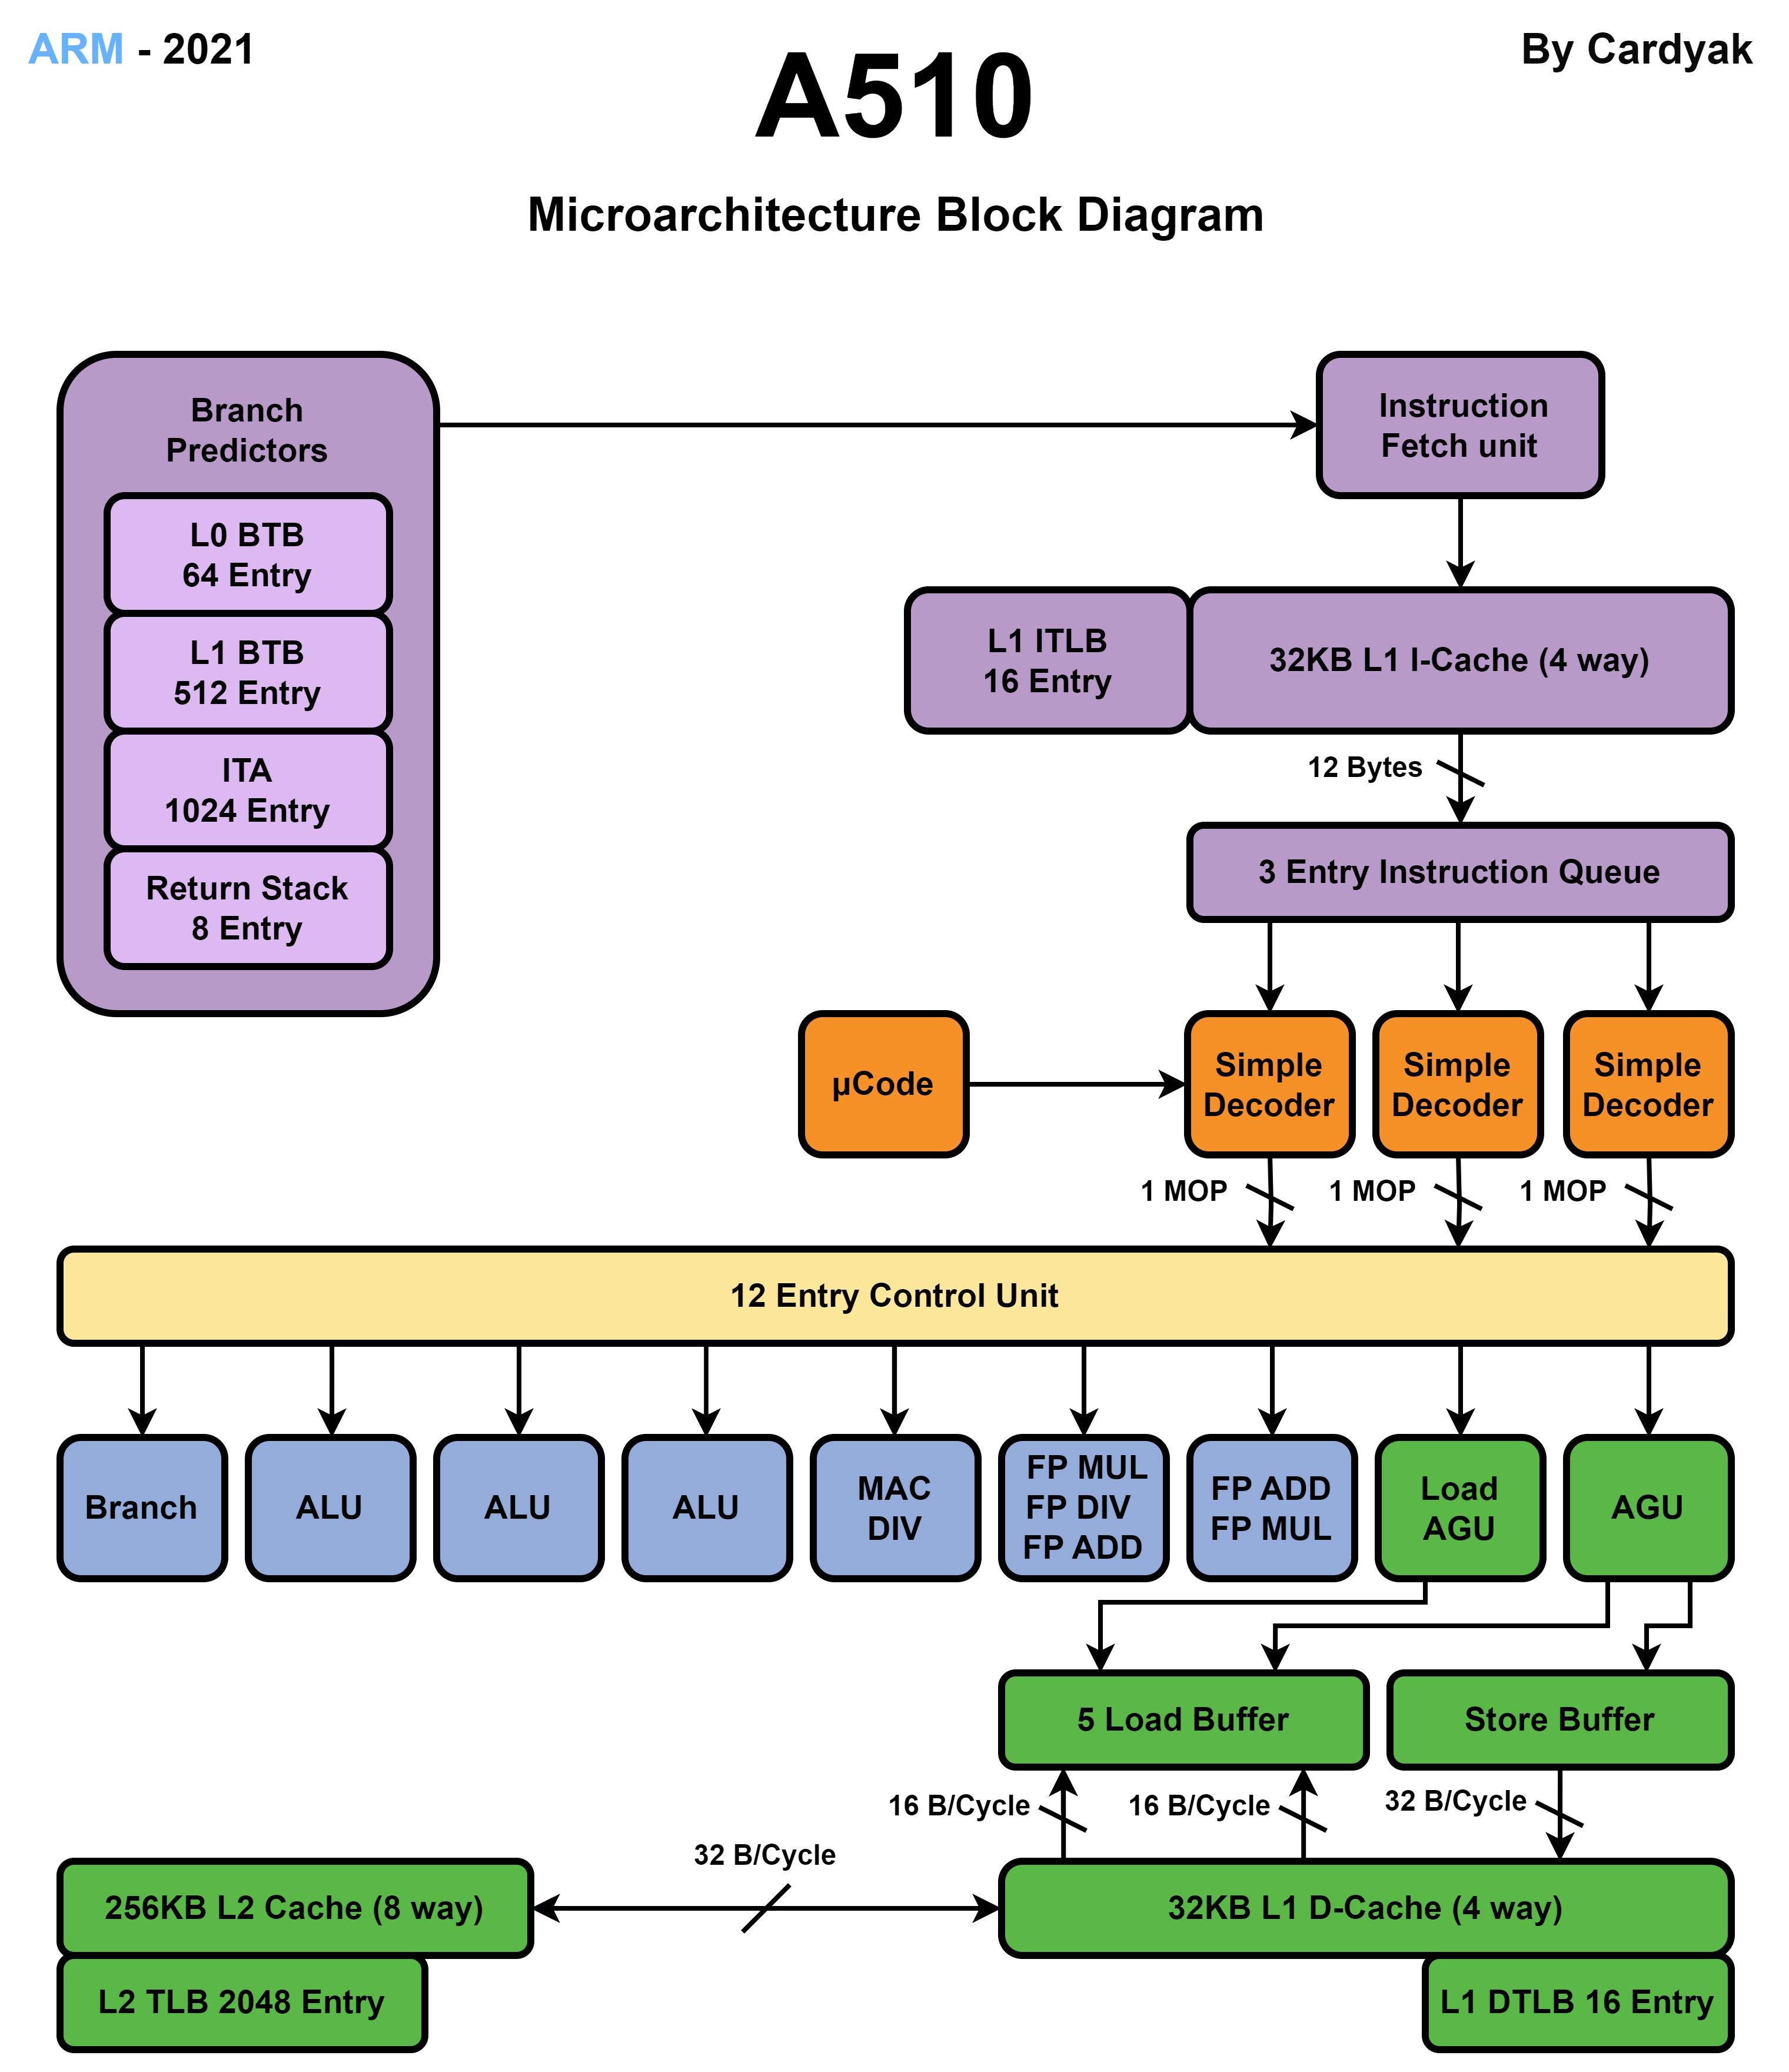 ARM - 2021
By Cardyak
A510
Microarchitecture Block Diagram
Branch
Predictors
L0 BTB
64 Entry
L1 BTB
512 Entry
ITA
1024 Entry
Return Stack
8 Entry
Instruction
Fetch unit
L1 ITLB
16 Entry
32KB L1 I-Cache (4 way)
12 Bytes
3 Entry Instruction Queue
µCode
Simple
Decoder
Simple
Decoder
Simple
Decoder
1 MOP
1 MOP
1 MOP
12 Entry Control Unit
Branch
ALU
ALU
ALU
MAC
DIV
FP MUL
FP DIV
FP ADD
FP ADD
FP MUL
Load
AGU
AGU
5 Load Buffer
Store Buffer
16 B/Cycle
16 B/Cycle
32 B/Cycle
32 B/Cycle
256KB L2 Cache (8 way)
32KB L1 D-Cache (4 way)
L2 TLB 2048 Entry
L1 DTLB 16 Entry